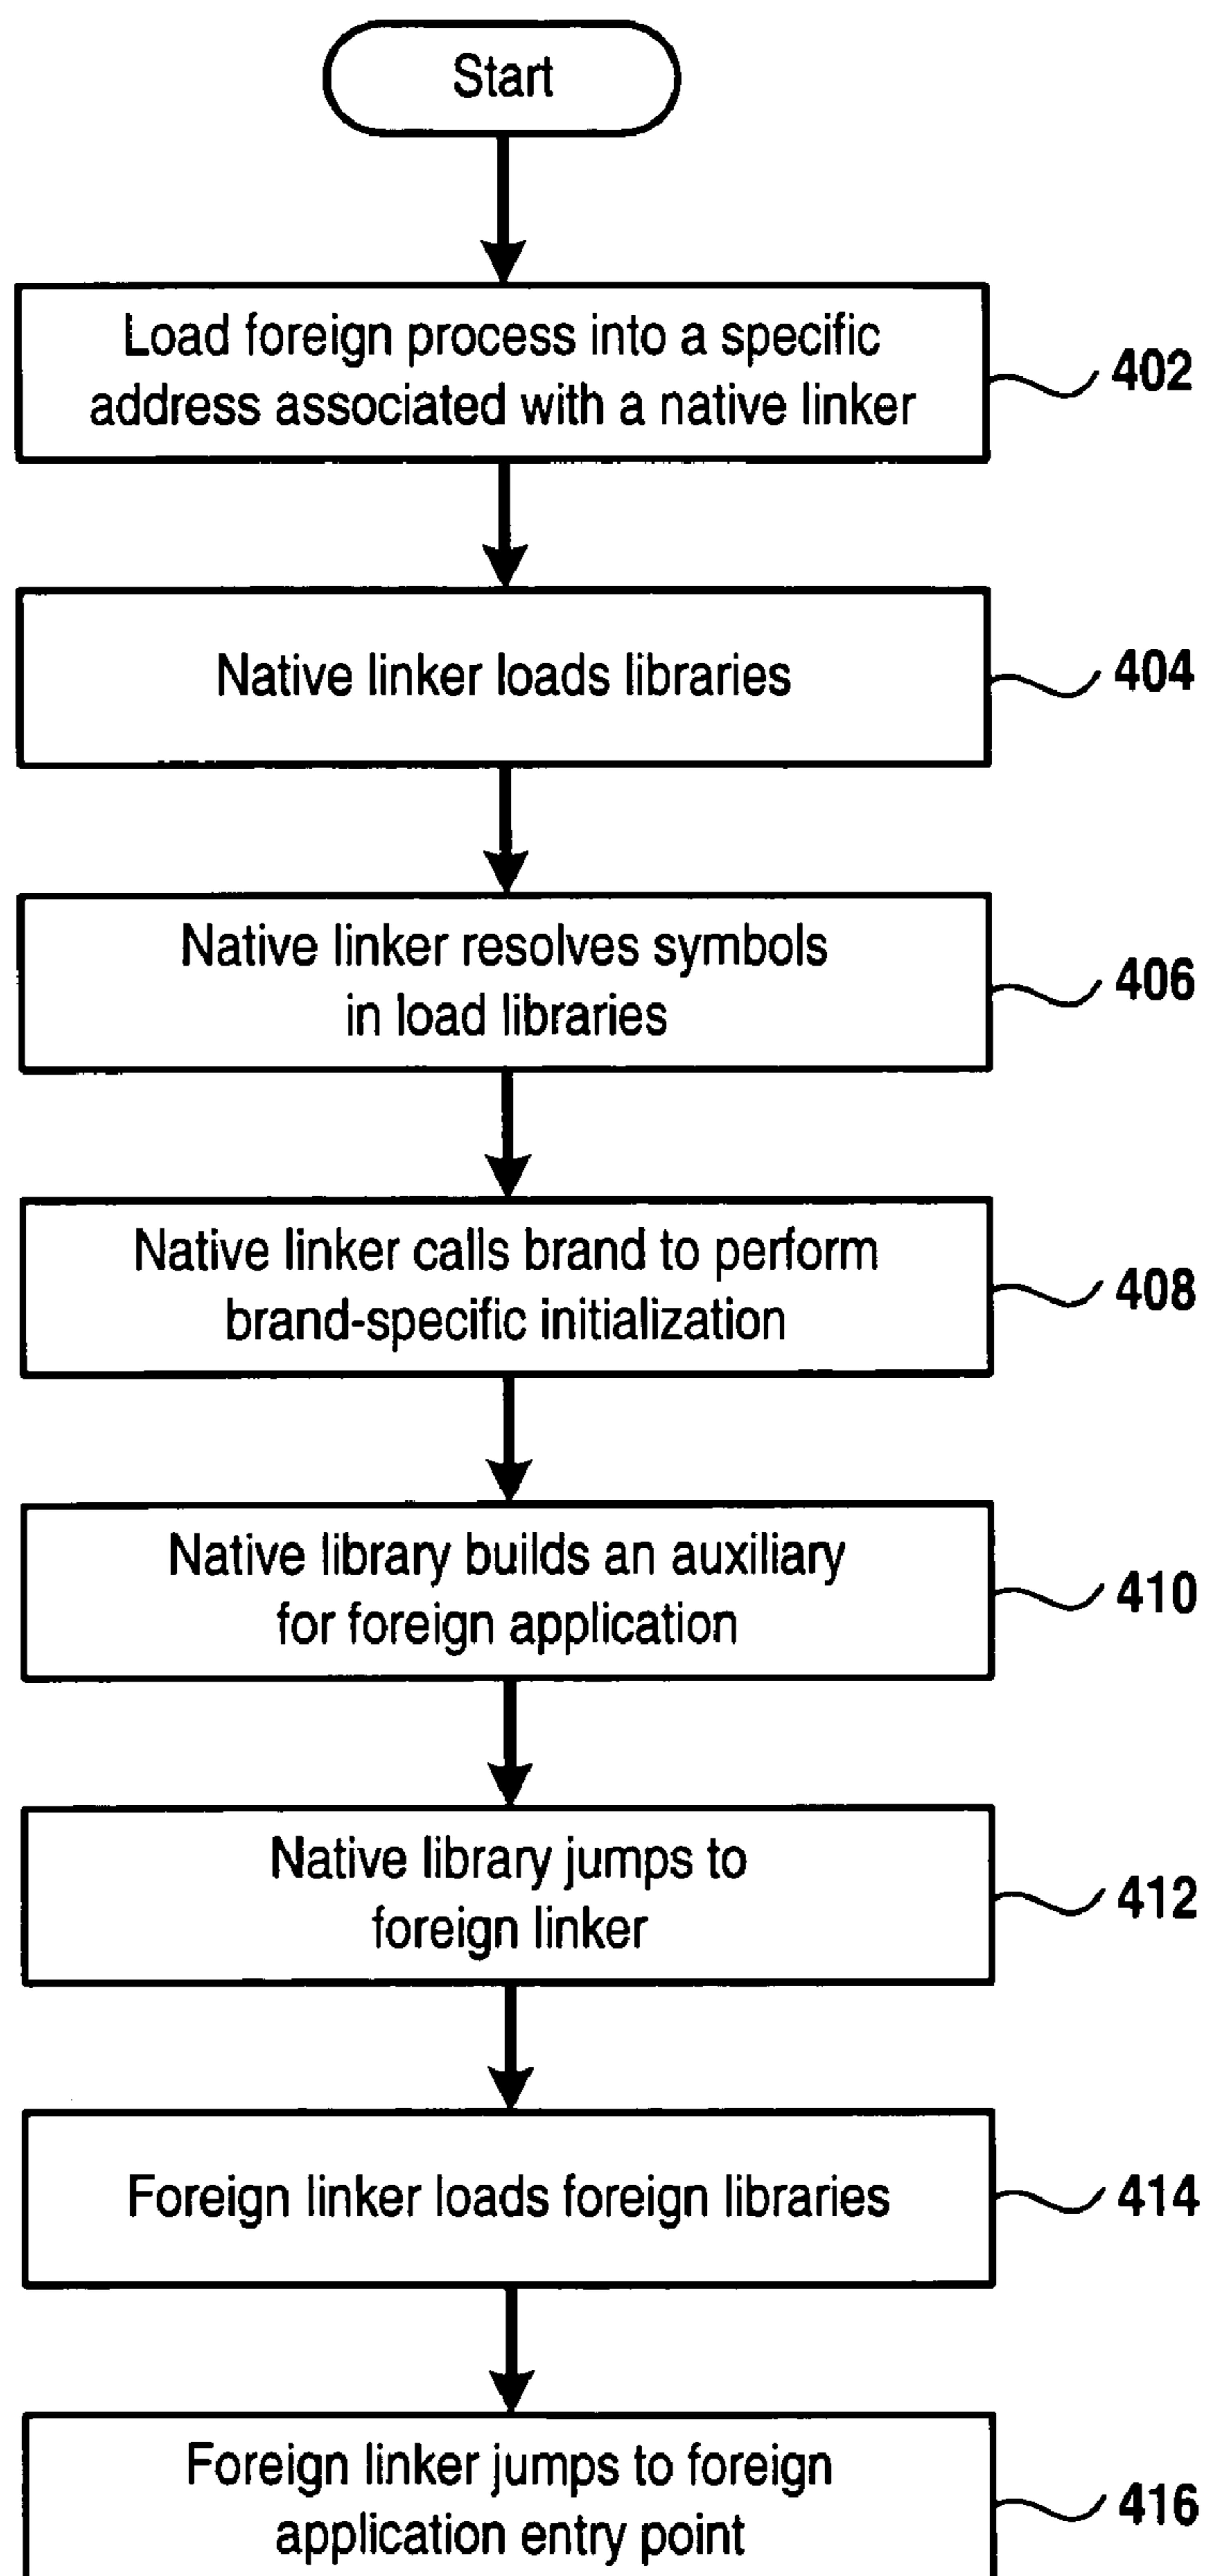 Start
Load foreign process into a specific
address associated with a native linker
402
Native linker loads libraries
404
Native linker resolves symbols
in load libraries
406
Native linker calls brand to perform
brand-specific initialization
408
Native library builds an auxiliary
for foreign application
410
Native library jumps to
foreign linker
412
Foreign linker loads foreign libraries
414
Foreign linker jumps to foreign
application entry point
416